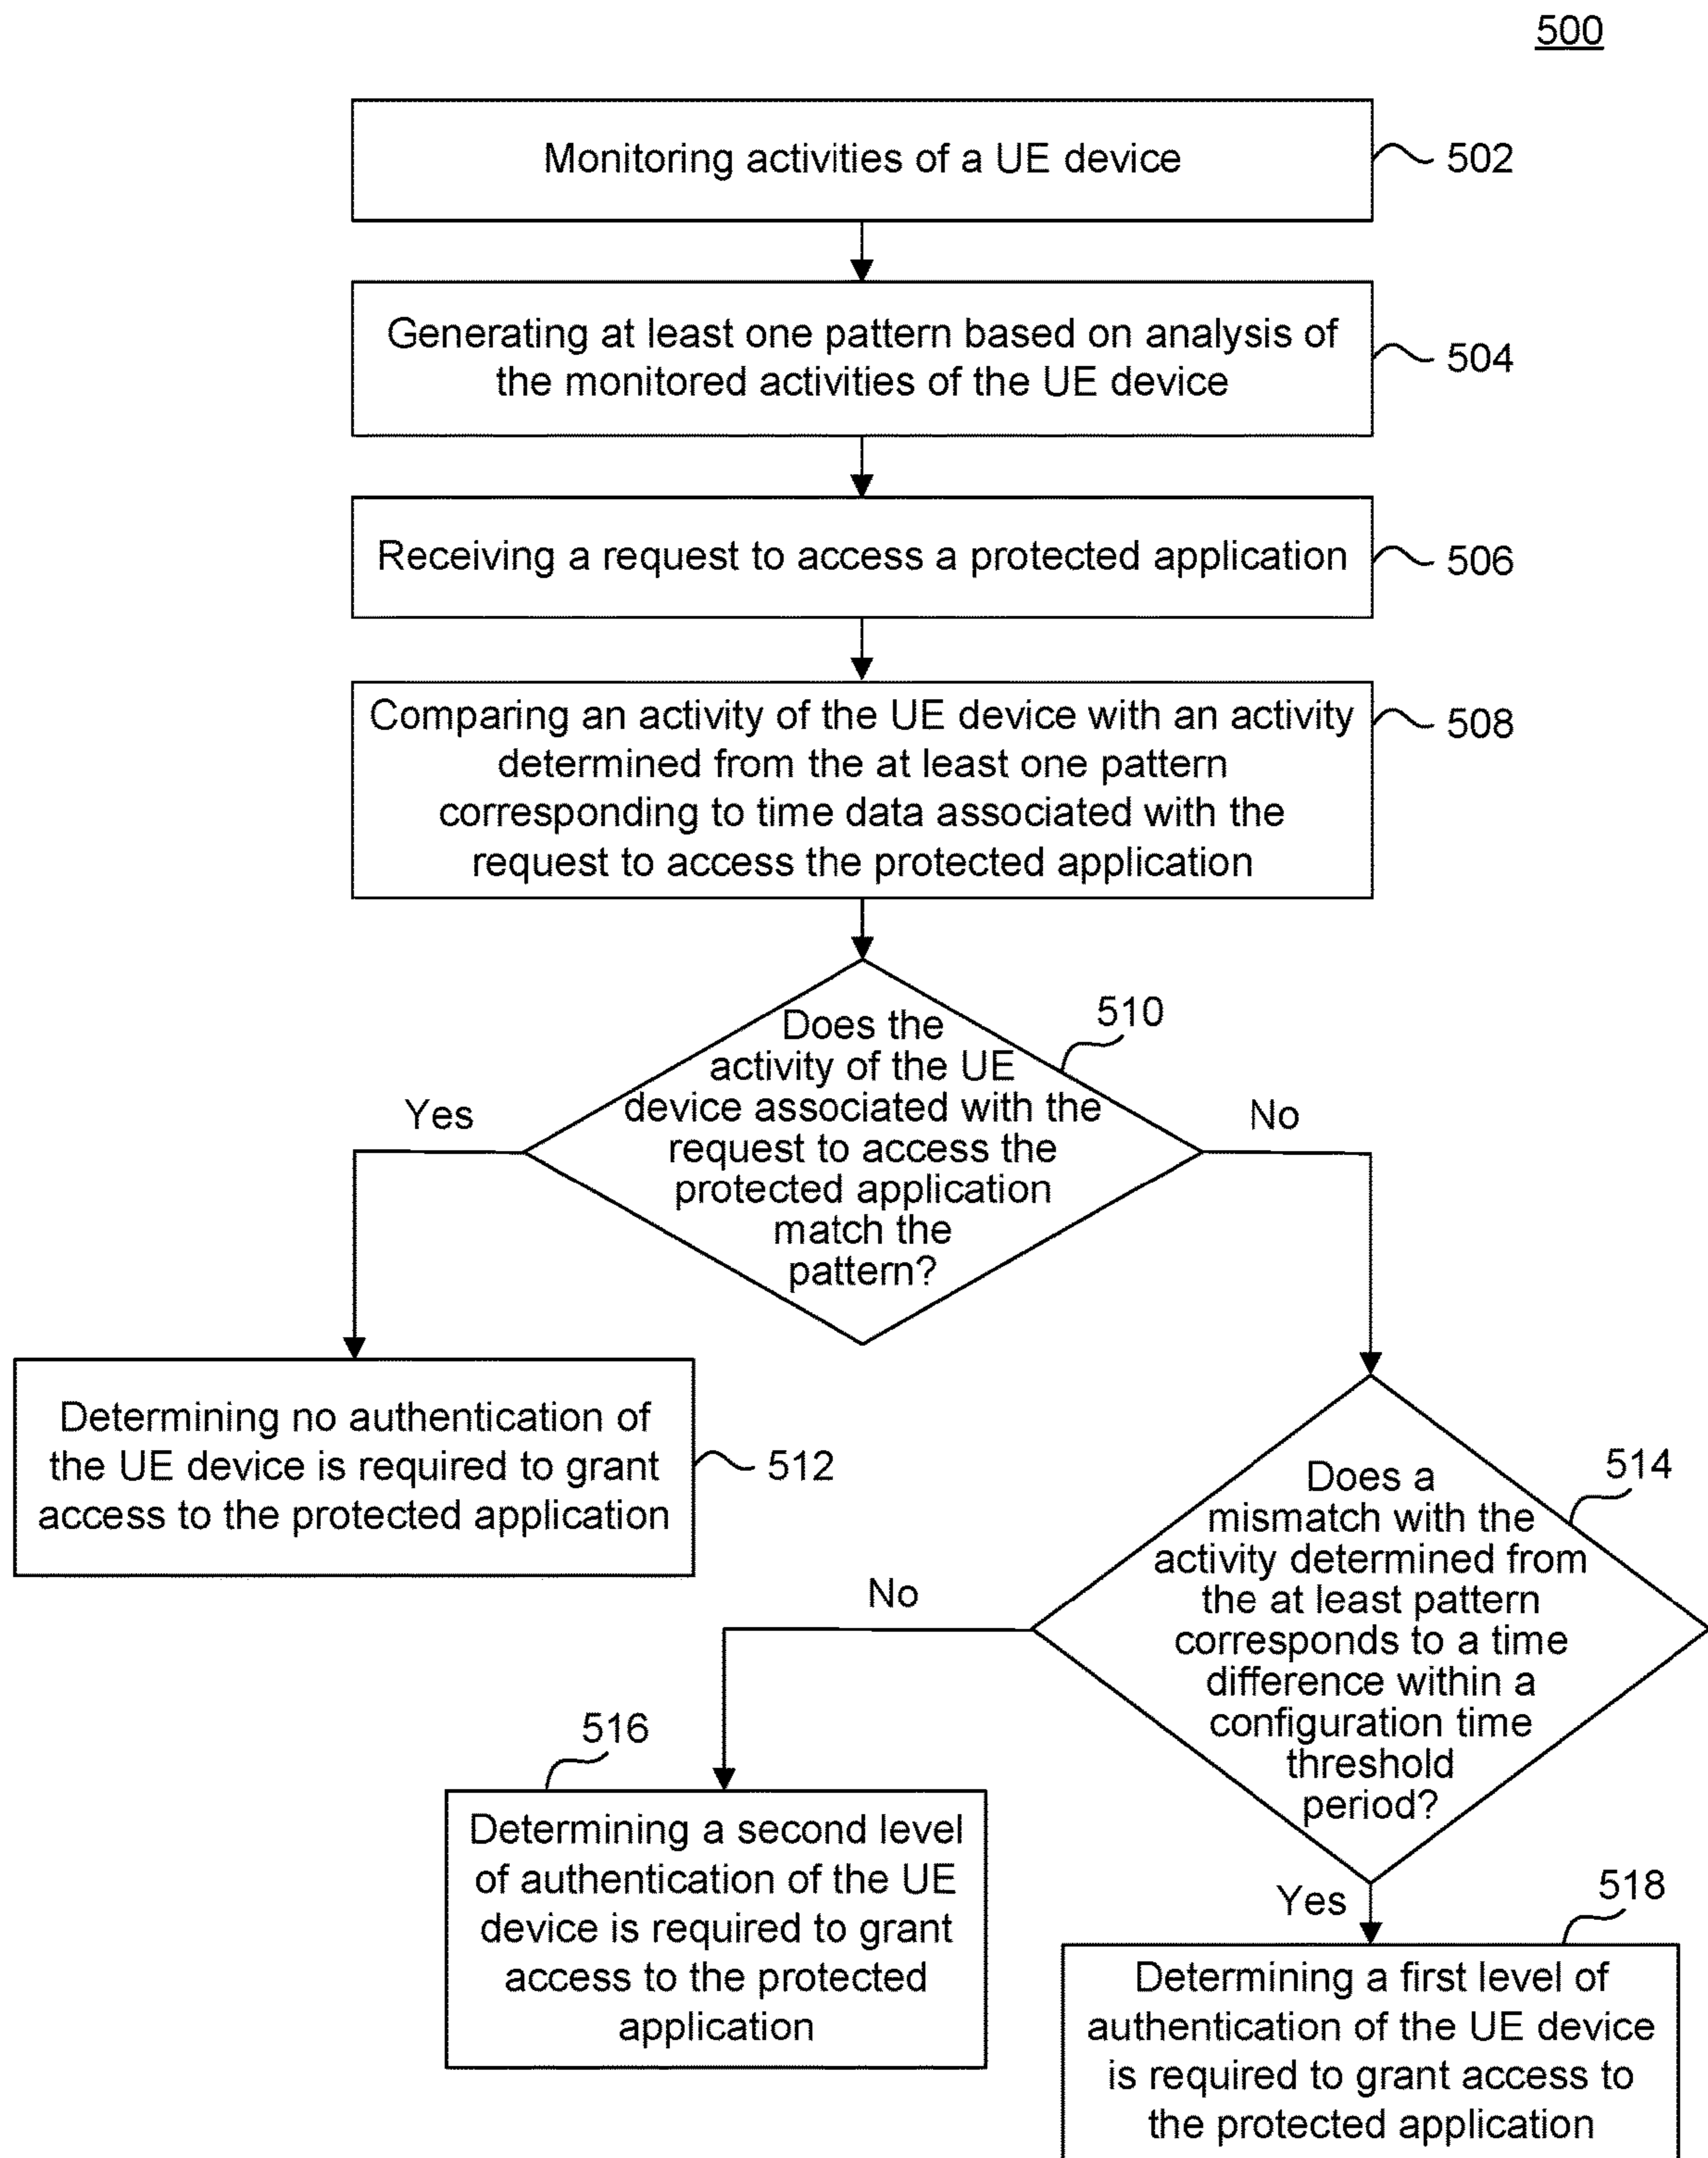 500
Monitoring activities of a UE device
502
Generating at least one pattern based on analysis of
the monitored activities of the UE device
504
Receiving a request to access a protected application
506
Comparing an activity of the UE device with an activity
determined from the at least one pattern
corresponding to time data associated with the
request to access the protected application
508
Does the
activity of the UE
device associated with the
request to access the
protected application
match the
pattern?
510
Yes
No
Determining no authentication of
the UE device is required to grant
access to the protected application
512
Does a
mismatch with the
activity determined from
the at least pattern
corresponds to a time
difference within a
configuration time
threshold
period?
514
No
516
Determining a second level
of authentication of the UE
device is required to grant
access to the protected
application
Yes
518
Determining a first level of
authentication of the UE device
is required to grant access to
the protected application